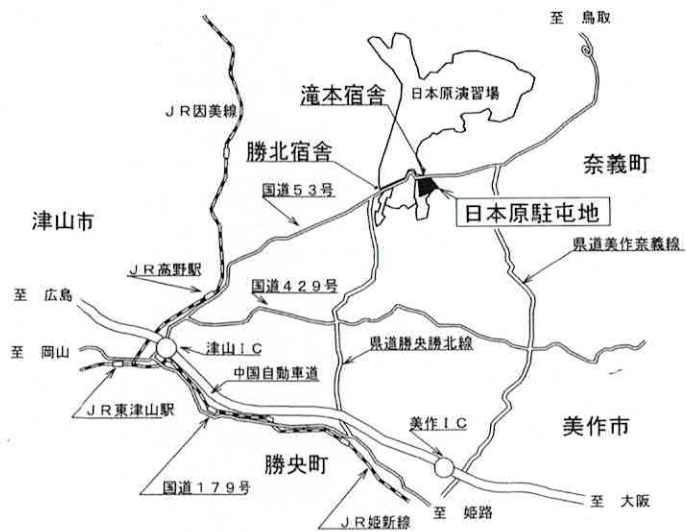 至 鳥取
日本原演習場
滝本宿舎
JR因美線
勝北宿舎
奈義町
国道53号
日本原駐屯地
津山市
県道美作奈義線
JR高野駅
国道429号
至 広島
津山IC
県道勝央勝北線
至 岡山
中国自動車道
JR東津山駅
美作IC
美作市
勝央町
国道179号
至 大阪
至 姫路
JR姫新線